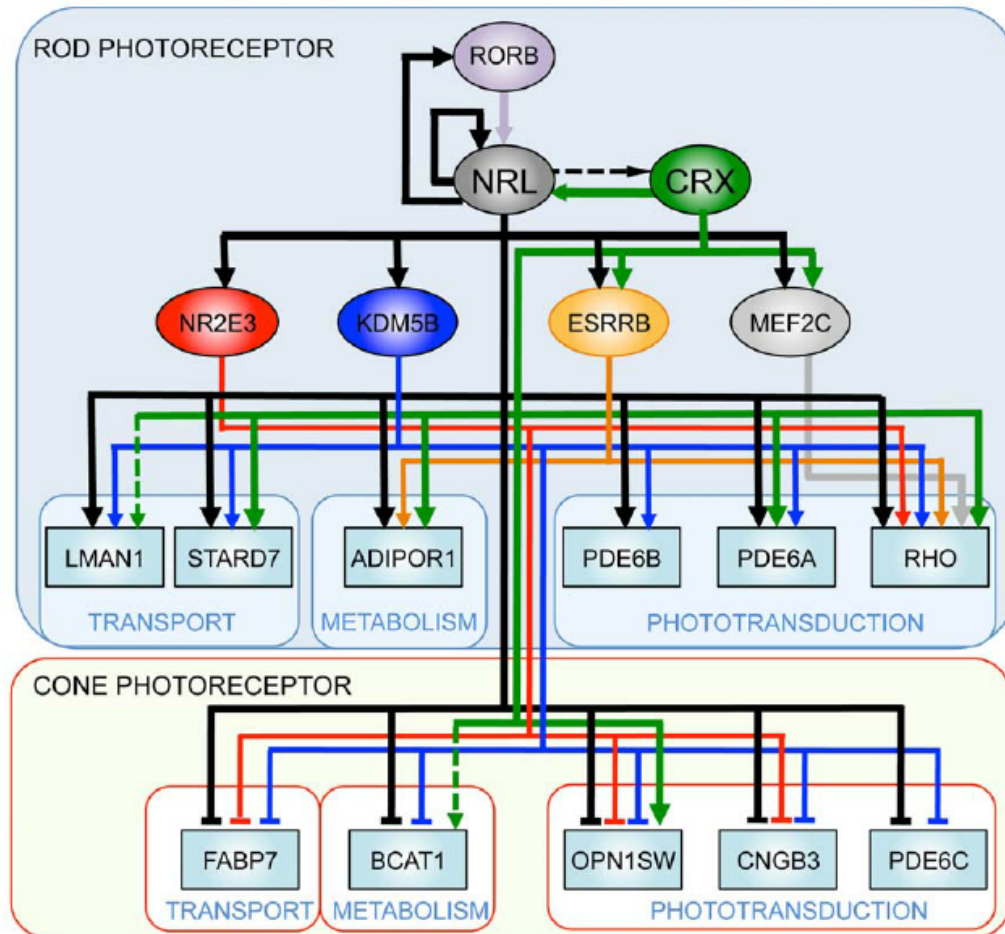 ROD PHOTORECEPTOR
RORB
NRL
CRX
NR2E3
KDM5B
ESRRB
MEF2C
LMAN1
STARD7
ADIPOR1
PDE6B
PDE6A
RHO
TRANSPORT
METABOLISM
PHOTOTRANSDUCTION
CONE PHOTORECEPTOR
FABP7
BCAT1
OPN1SW
CNGB3
PDE6C
TRANSPORT
METABOLISM
PHOTOTRANSDUCTION